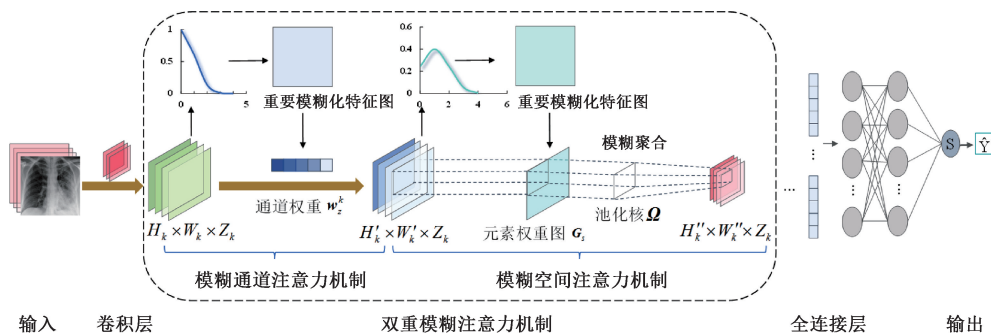 1
0.5
0
0
5
重要模糊化特征图
0.6
0.4
0.2
0
0
2
4
6
重要模糊化特征图
模糊聚合
通道权重 w_z^k
元素权重图 G_s
池化核 Ω
H_k×W_k×Z_k
H'_k×W'_k×Z_k
H''_k×W''_k×Z_k
...
S
Ŷ
模糊通道注意力机制
模糊空间注意力机制
输入
卷积层
双重模糊注意力机制
全连接层
输出